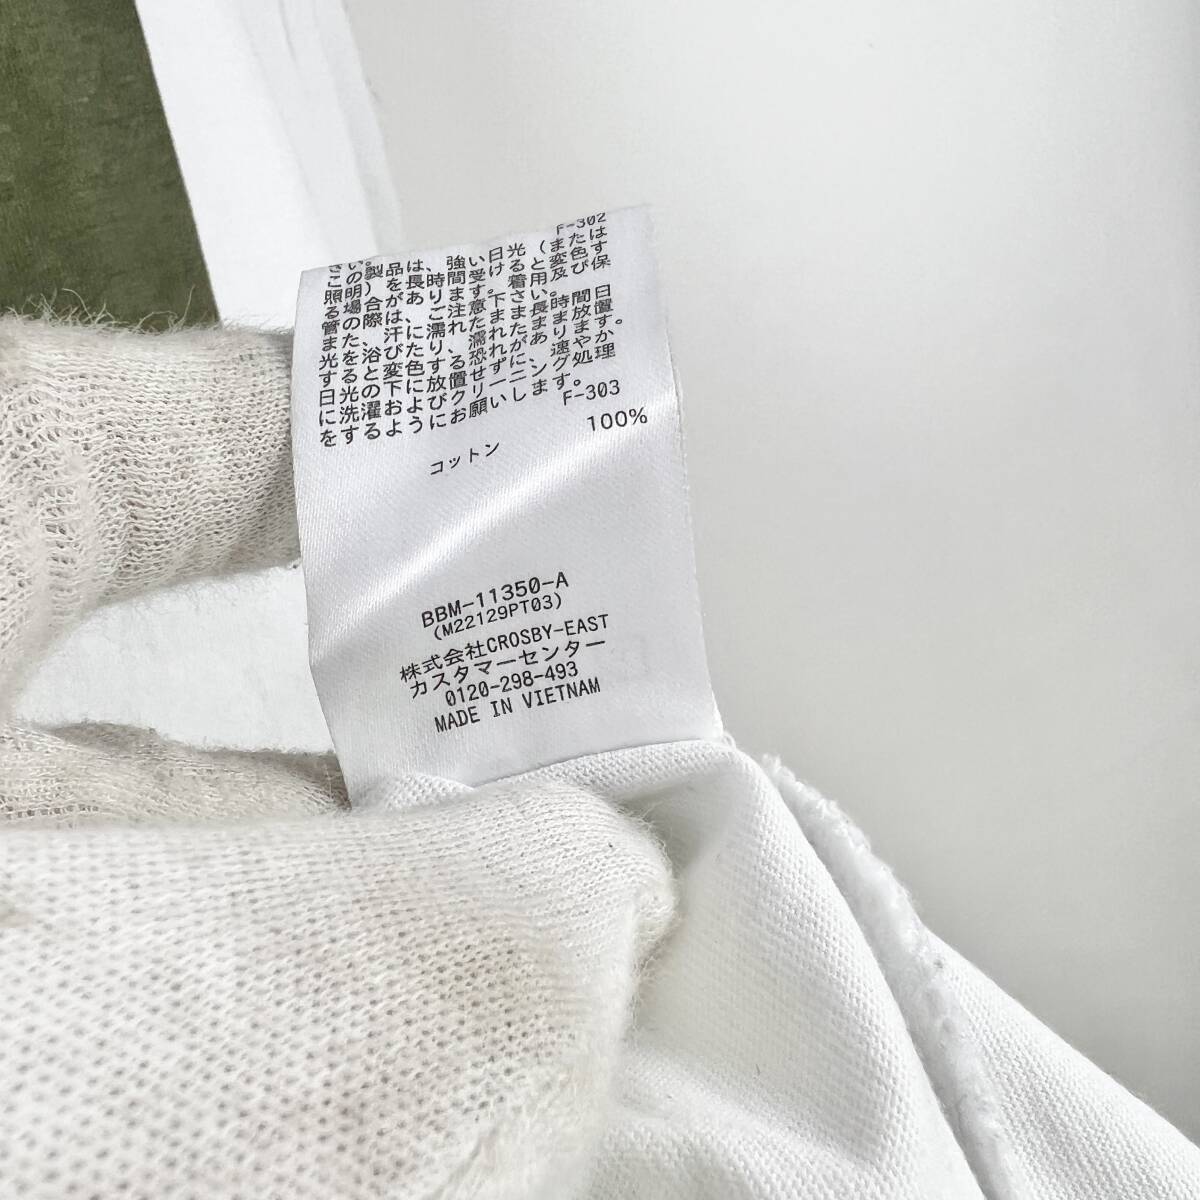 F-302
この製品は、強い日光(または
照明)を長時間受けると変色す
る場合があります。着用及び保
管の際は、ご注意下さい。
また、汗に濡れたまま長時間日
光を浴びたり、濡れたまま放置
すると変色する恐れがあります。
日光の下に放置せずに、速やか
に洗濯およびクリーニング処理
をするようにお願いします。
F-303
コットン 100%
BBM-11350-A
(M22129PT03)
株式会社CROSBY-EAST
カスタマーセンター
0120-298-493
MADE IN VIETNAM